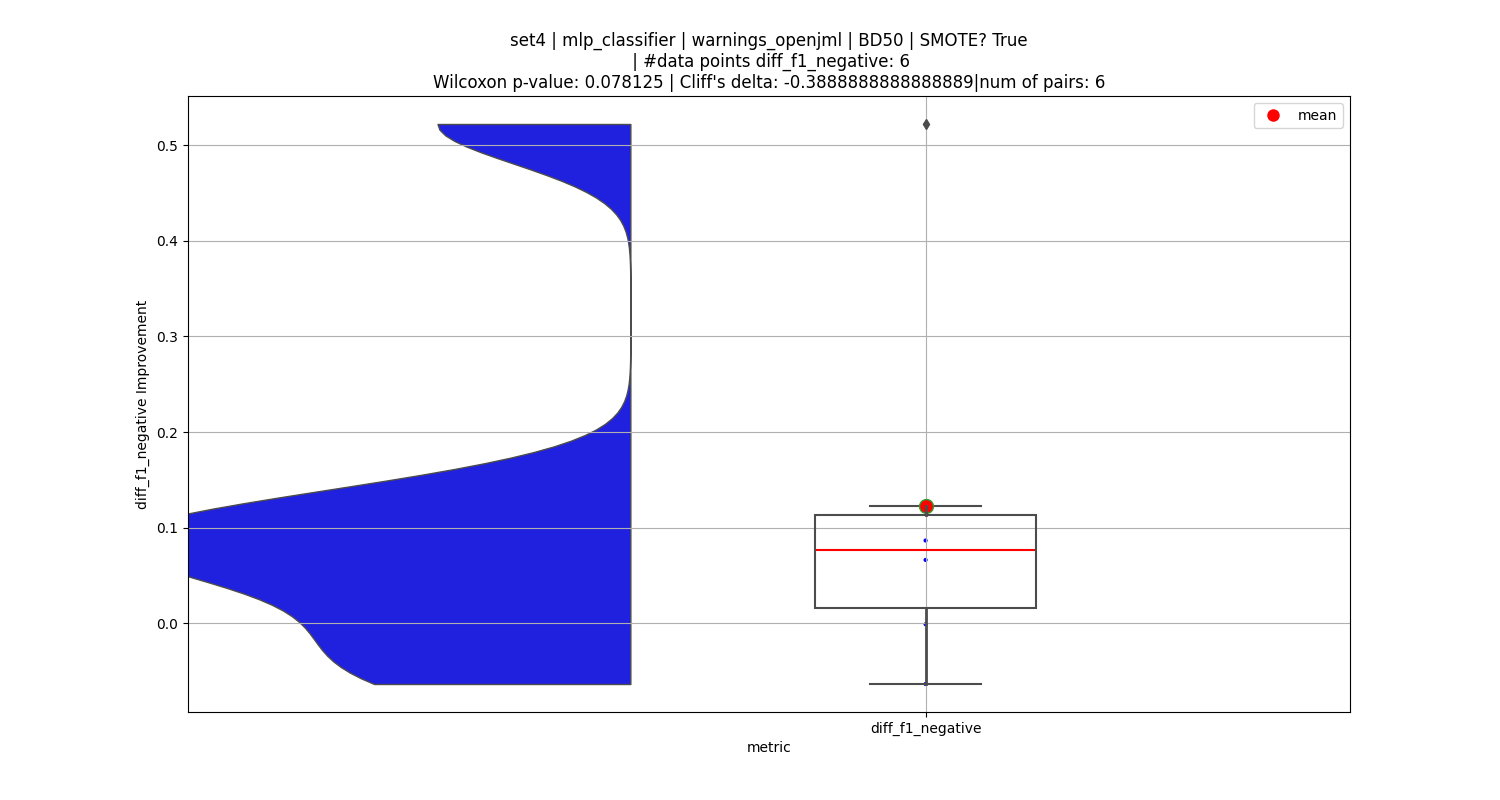 set4 | mlp_classifier | warnings_openjml | BD50 | SMOTE? True
| #data points diff_f1_negative: 6
Wilcoxon p-value: 0.078125 | Cliff's delta: -0.3888888888888889|num of pairs: 6
mean
0.5
0.4
0.3
0.2
0.1
0.0
diff_f1_negative Improvement
diff_f1_negative
metric